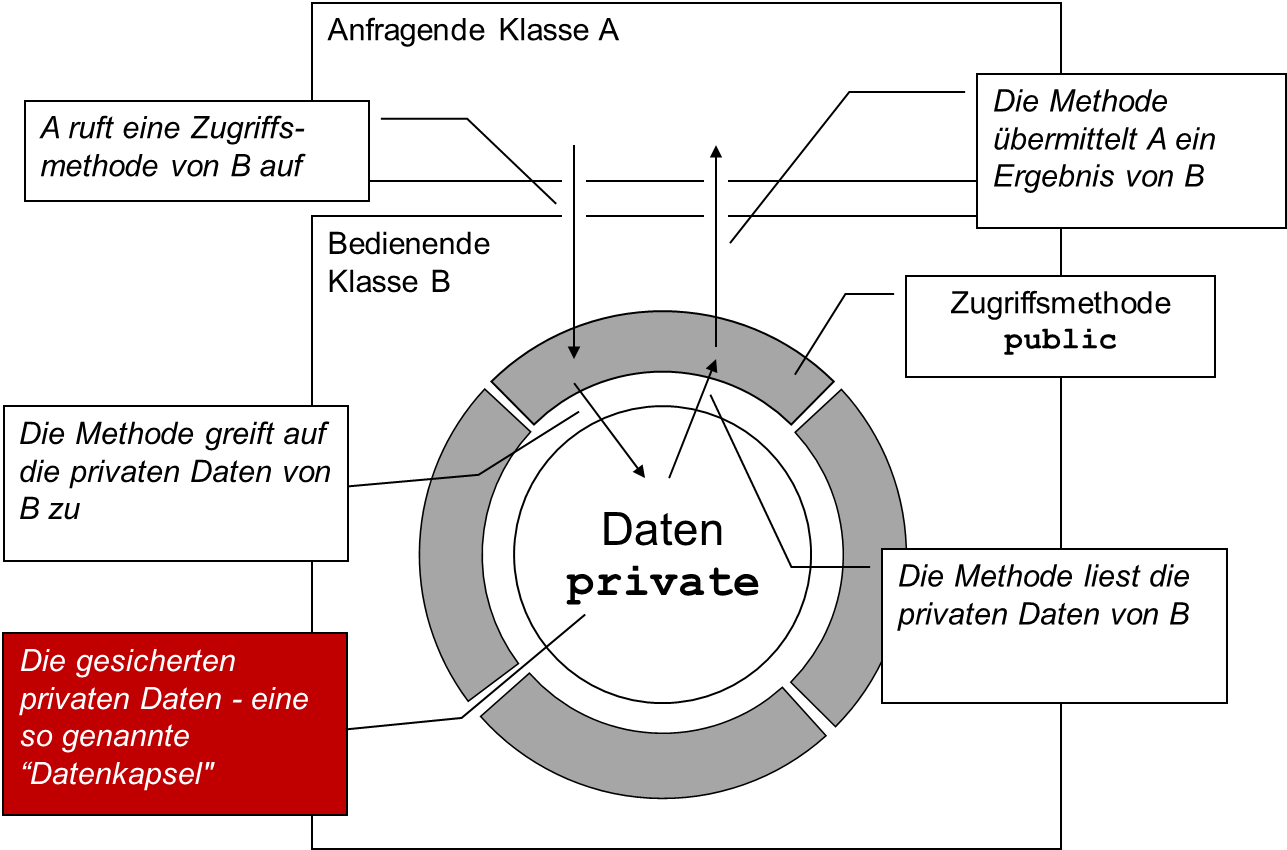 Anfragende Klasse A
A ruft eine Zugriffs-
methode von B auf
Die Methode
übermittelt A ein
Ergebnis von B
Bedienende
Klasse B
Zugriffsmethode
public
Die Methode greift auf
die privaten Daten von
B zu
Daten
private
Die Methode liest die
privaten Daten von B
Die gesicherten
privaten Daten - eine
so genannte
“Datenkapsel"